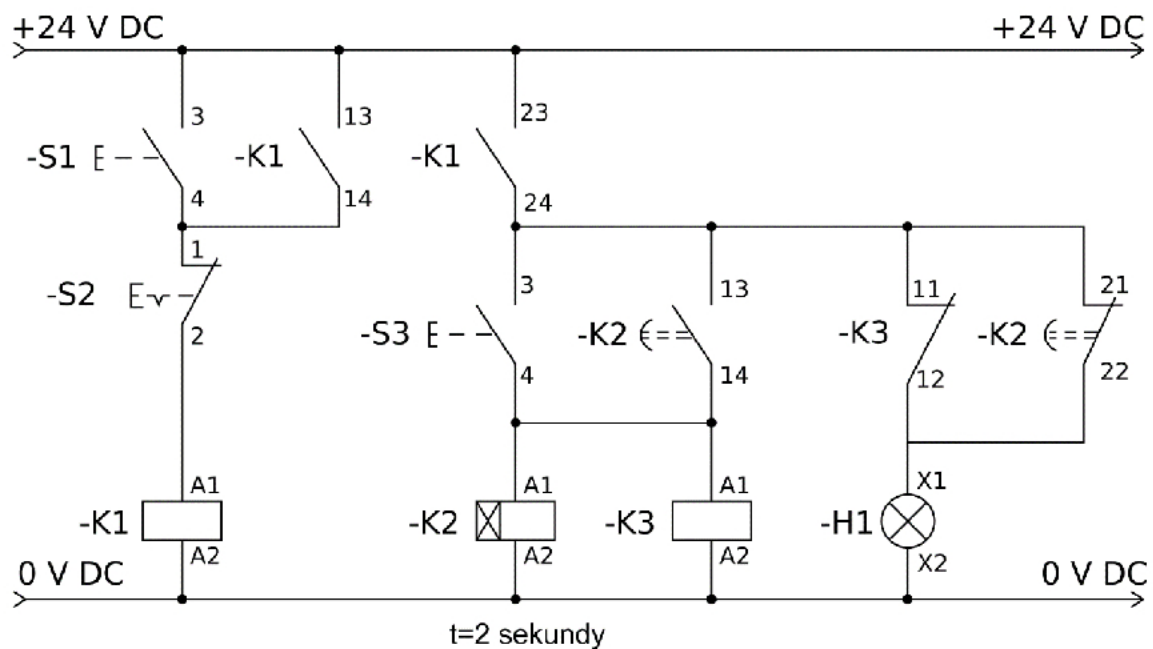 +24 V DC +24 V DC
3 13 23
-S1 -K1 -K1
4 14 24
1
-S2
2
3 13 11 21
-S3 -K2 -K3 -K2
4 14 12 22
A1 A1 A1 X1
-K1 -K2 -K3 -H1
A2 A2 A2 X2
0 V DC 0 V DC
t=2 sekundy